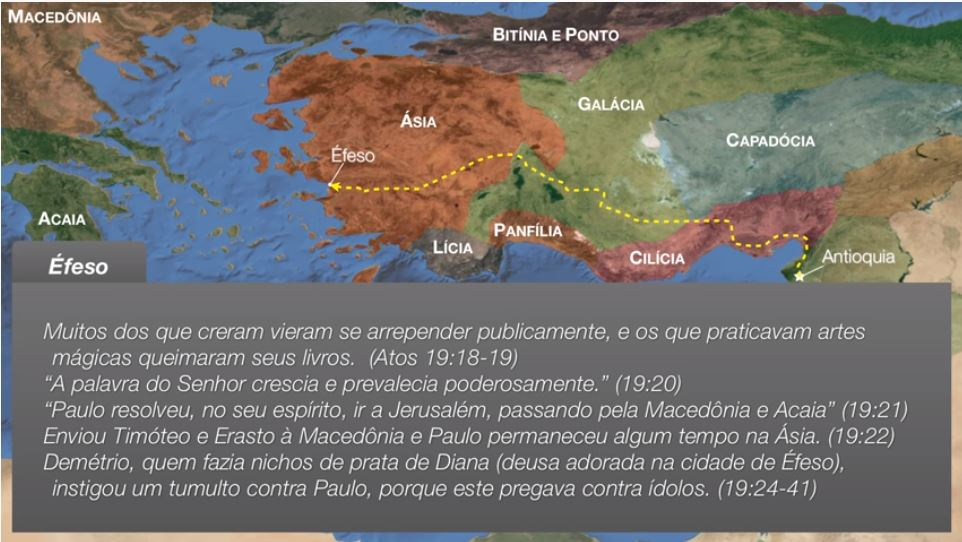 MACEDÔNIA
BITÍNIA E PONTO
GALÁCIA
ÁSIA
CAPADÓCIA
Éfeso
ACAIA
PANFÍLIA
LÍCIA
CILÍCIA
Antioquia
Éfeso
Muitos dos que creram vieram se arrepender publicamente, e os que praticavam artes
mágicas queimaram seus livros. (Atos 19:18-19)
“A palavra do Senhor crescia e prevalecia poderosamente.” (19:20)
“Paulo resolveu, no seu espírito, ir a Jerusalém, passando pela Macedônia e Acaia” (19:21)
Enviou Timóteo e Erasto à Macedônia e Paulo permaneceu algum tempo na Ásia. (19:22)
Demétrio, quem fazia nichos de prata de Diana (deusa adorada na cidade de Éfeso),
instigou um tumulto contra Paulo, porque este pregava contra ídolos. (19:24-41)